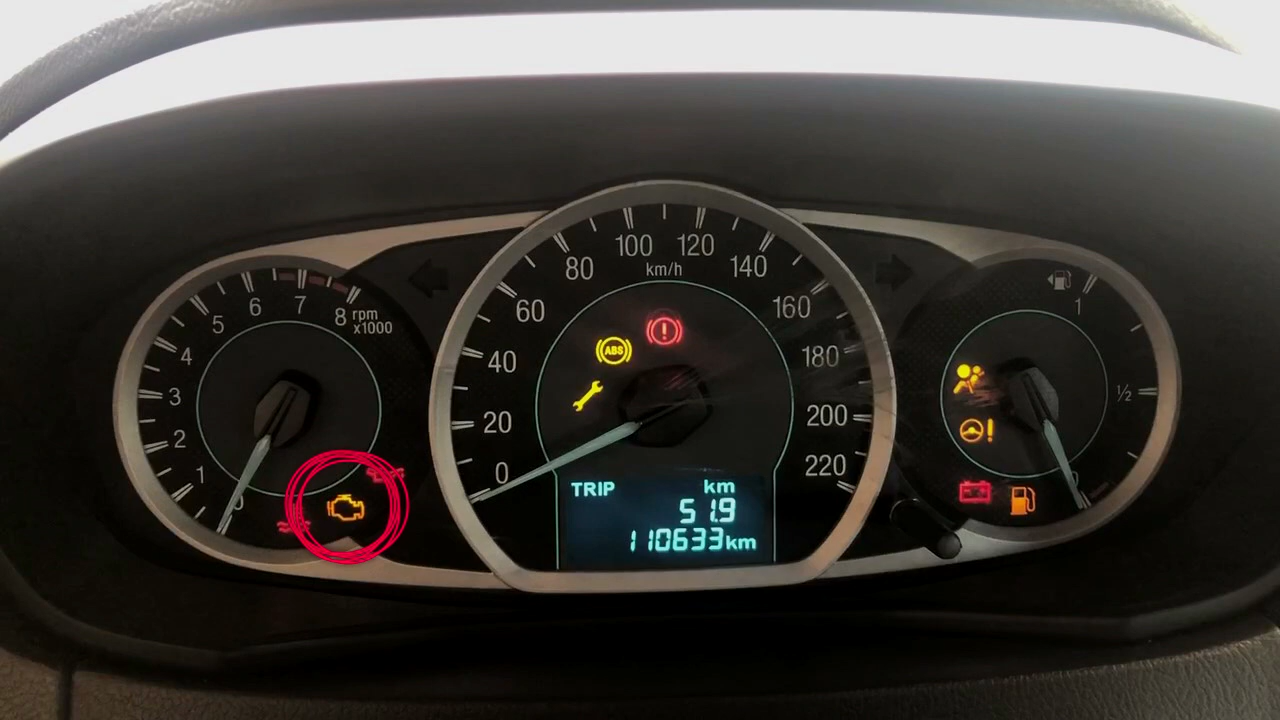 100 120
80 km/h 140
60 160
40 180
20 200
0 220
ABS
5 6 7 8 rpm
x1000
4
3
2
1
0
1
1/2
TRIP km
51.9
110633km